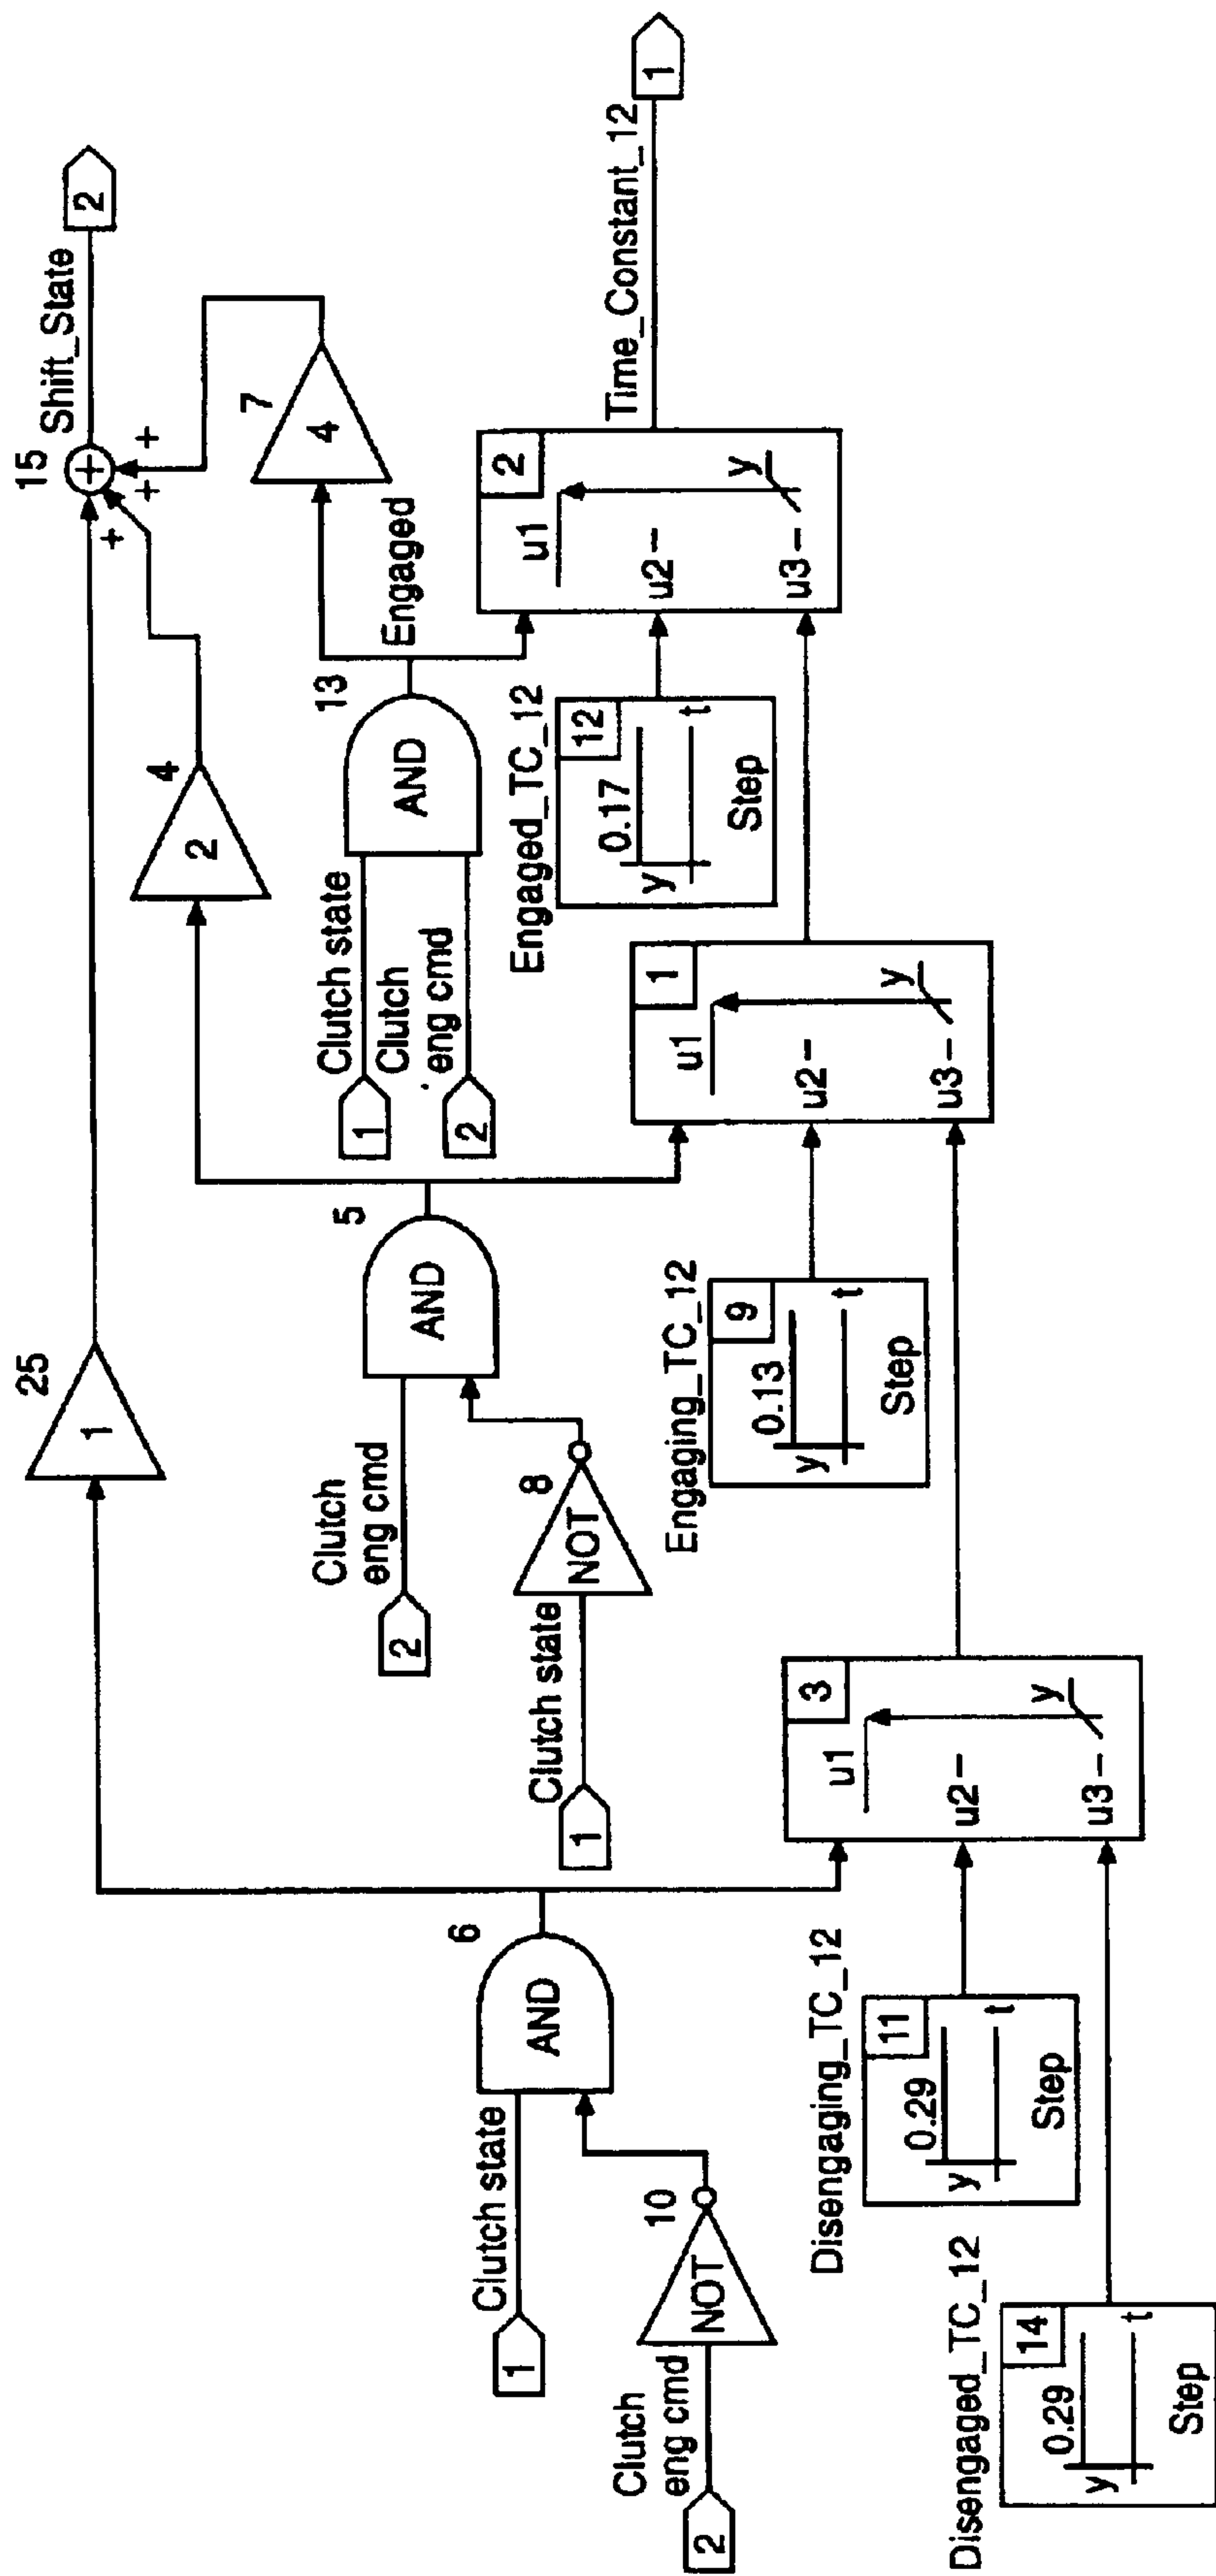 25
1
15
+
+
+
Shift_State
2
4
2
7
4
Clutch
eng cmd
2
5
AND
Clutch state
1
8
NOT
Clutch state
1
Clutch
eng cmd
2
13
AND
Engaged
6
AND
Clutch state
1
10
NOT
Clutch
eng cmd
2
Engaged_TC_12
12
0.17
y
t
Step
2
u1
u2
u3
y
Time_Constant_12
1
Engaging_TC_12
9
0.13
y
t
Step
1
u1
u2
u3
y
Disengaging_TC_12
11
0.29
y
t
Step
3
u1
u2
u3
y
Disengaged_TC_12
14
0.29
y
t
Step